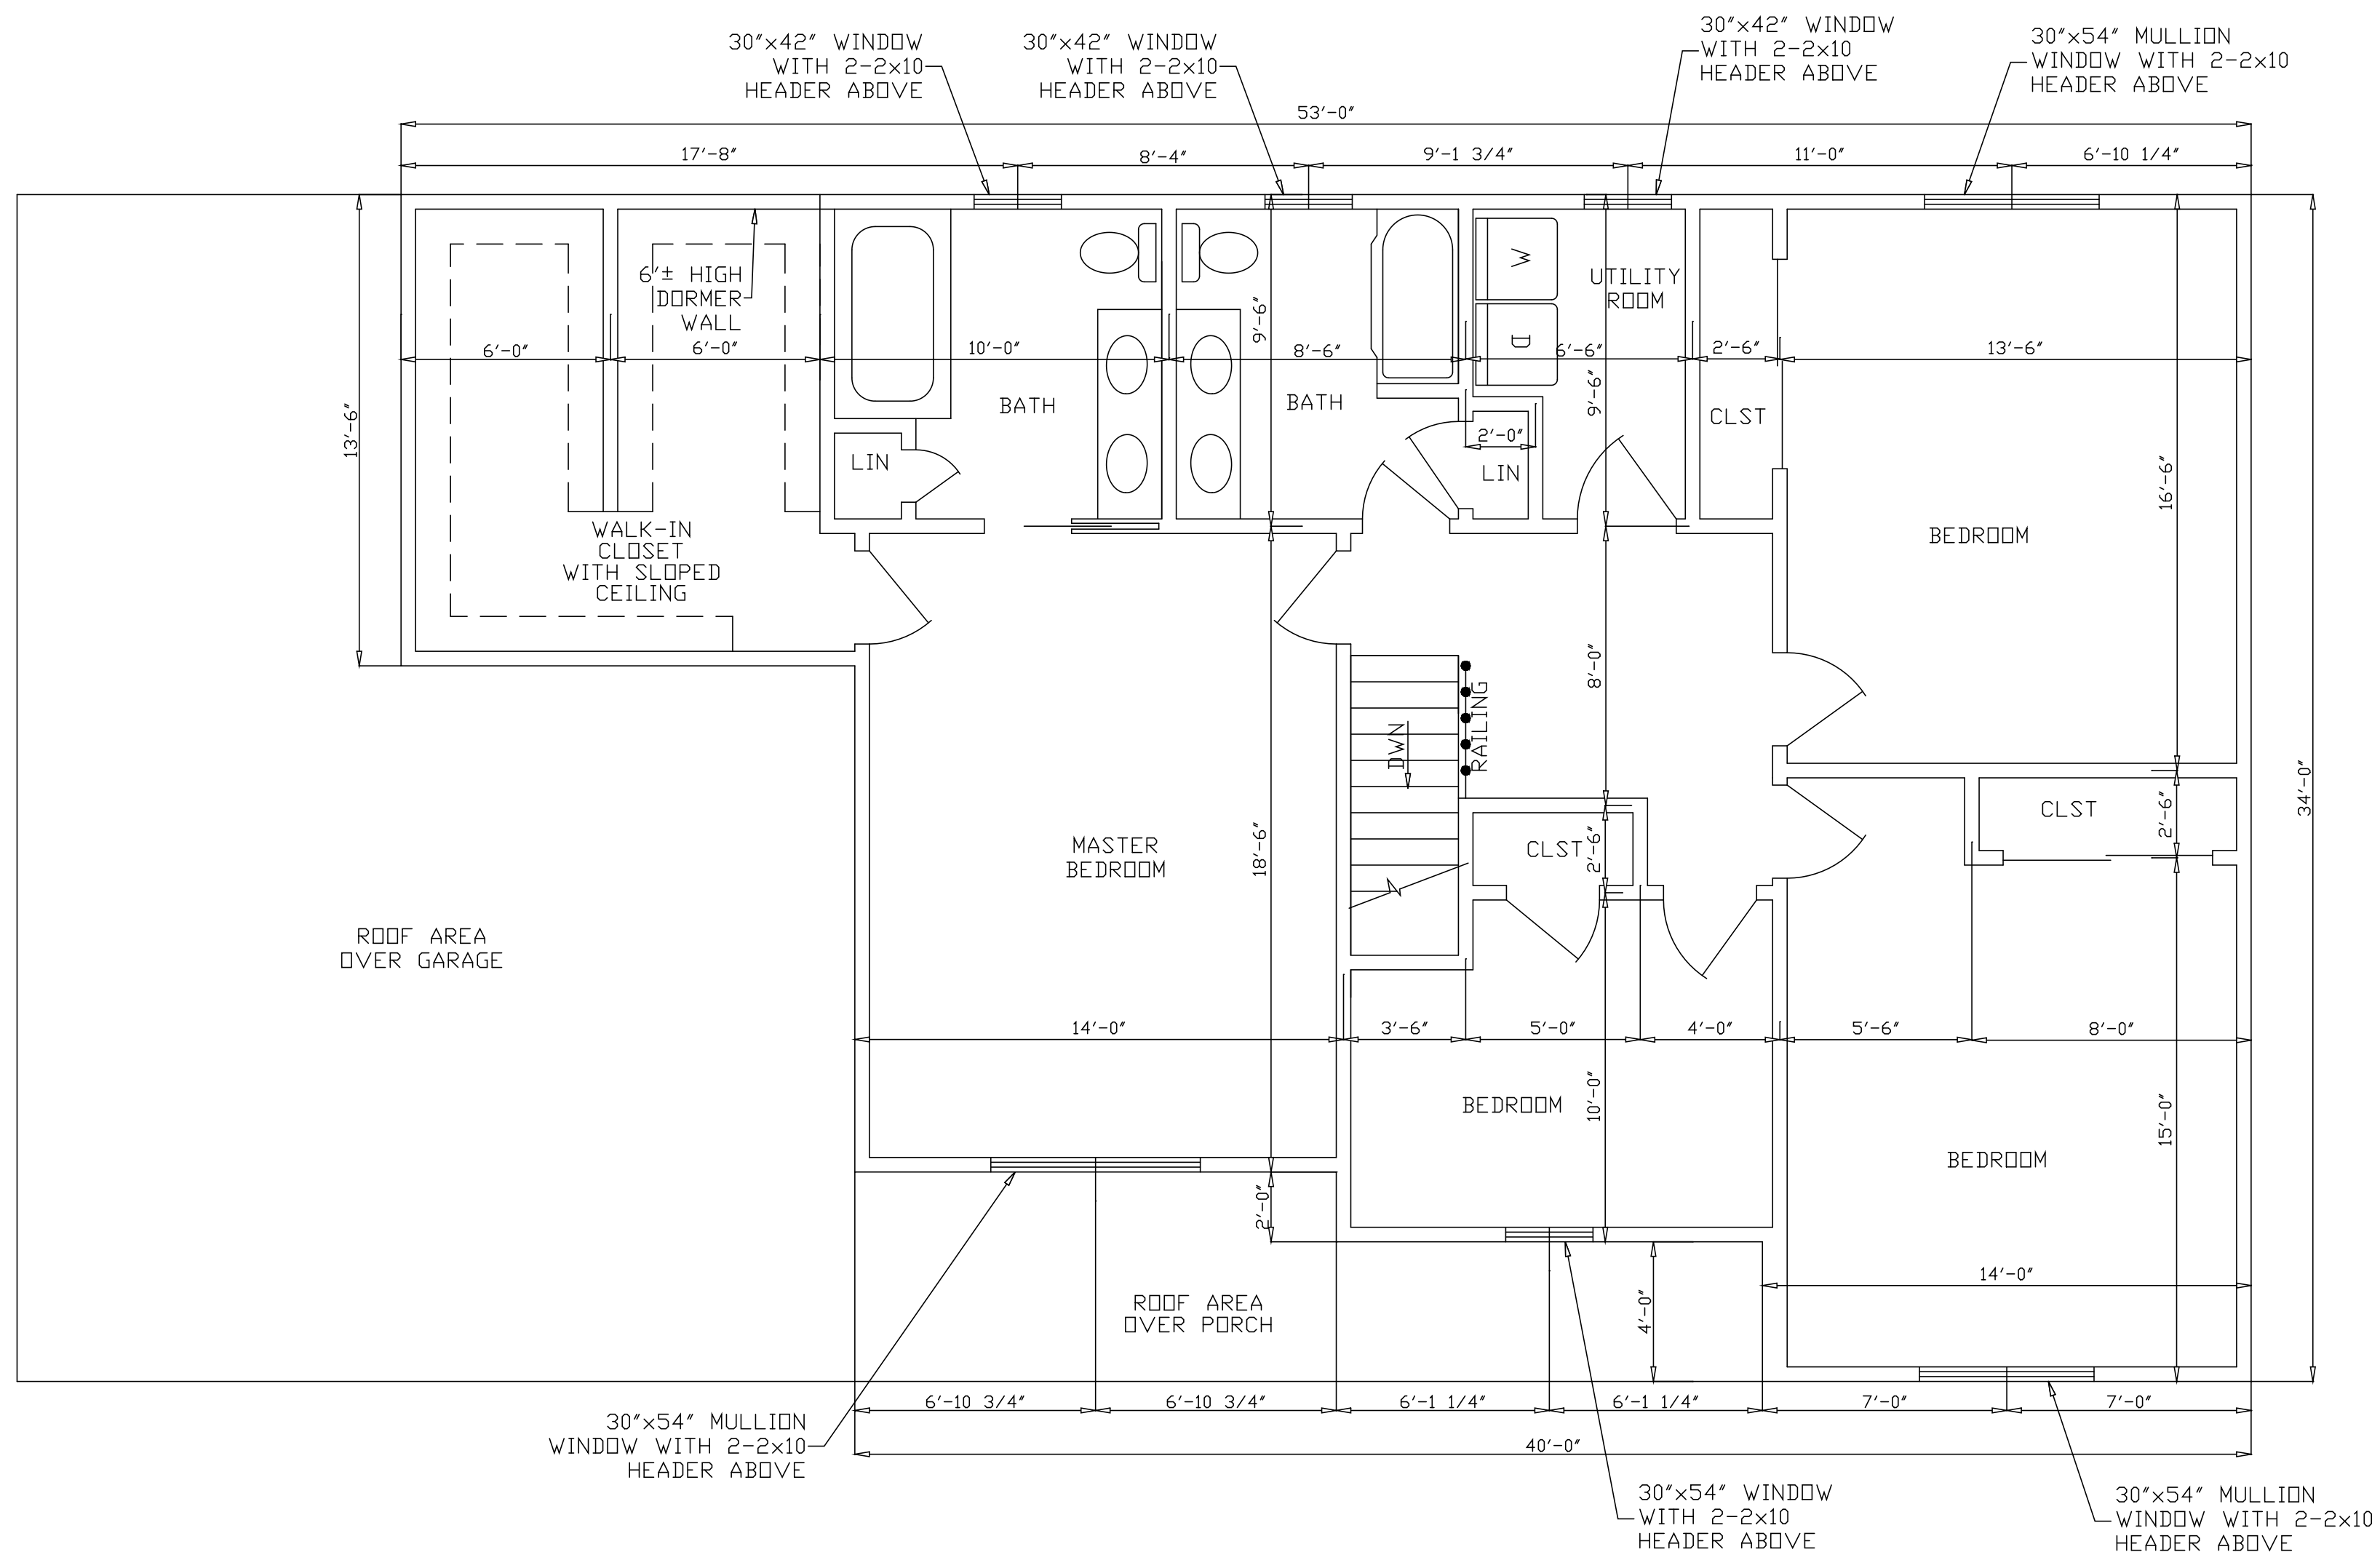 30"x42" WINDOW
WITH 2-2x10
HEADER ABOVE
30"x42" WINDOW
WITH 2-2x10
HEADER ABOVE
30"x42" WINDOW
WITH 2-2x10
HEADER ABOVE
30"x54" MULLION
WINDOW WITH 2-2x10
HEADER ABOVE
53'-0"
17'-8"
8'-4"
9'-1 3/4"
11'-0"
6'-10 1/4"
6'± HIGH
DORMER
WALL
W
UTILITY
ROOM
9'-6"
D
6'-0"
6'-0"
10'-0"
8'-6"
6'-6"
2'-6"
13'-6"
13'-6"
BATH
BATH
9'-6"
CLST
LIN
2'-0"
LIN
16'-6"
WALK-IN
CLOSET
WITH SLOPED
CEILING
BEDROOM
8'-0"
DWN
RAILING
34'-0"
MASTER
BEDROOM
18'-6"
CLST
2'-6"
CLST
2'-6"
ROOF AREA
OVER GARAGE
14'-0"
3'-6"
5'-0"
4'-0"
5'-6"
8'-0"
BEDROOM
10'-0"
15'-0"
BEDROOM
2'-0"
14'-0"
ROOF AREA
OVER PORCH
4'-0"
6'-10 3/4"
6'-10 3/4"
6'-1 1/4"
6'-1 1/4"
7'-0"
7'-0"
40'-0"
30"x54" MULLION
WINDOW WITH 2-2x10
HEADER ABOVE
30"x54" WINDOW
WITH 2-2x10
HEADER ABOVE
30"x54" MULLION
WINDOW WITH 2-2x10
HEADER ABOVE